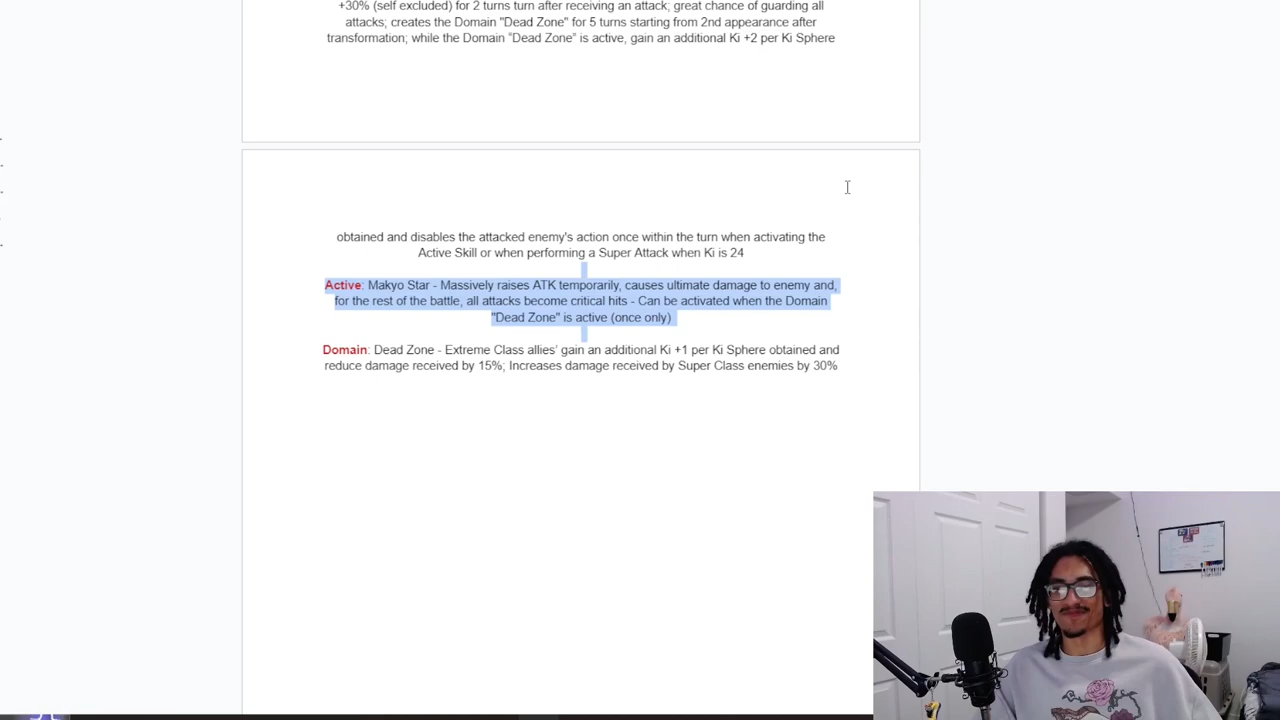 +30% (self excluded) for 2 turns turn after receiving an attack; great chance of guarding all
attacks; creates the Domain "Dead Zone" for 5 turns starting from 2nd appearance after
transformation; while the Domain “Dead Zone” is active, gain an additional Ki +2 per Ki Sphere
obtained and disables the attacked enemy's action once within the turn when activating the
Active Skill or when performing a Super Attack when Ki is 24
Active: Makyo Star - Massively raises ATK temporarily, causes ultimate damage to enemy and,
for the rest of the battle, all attacks become critical hits - Can be activated when the Domain
"Dead Zone" is active (once only)
Domain: Dead Zone - Extreme Class allies’ gain an additional Ki +1 per Ki Sphere obtained and
reduce damage received by 15%; Increases damage received by Super Class enemies by 30%